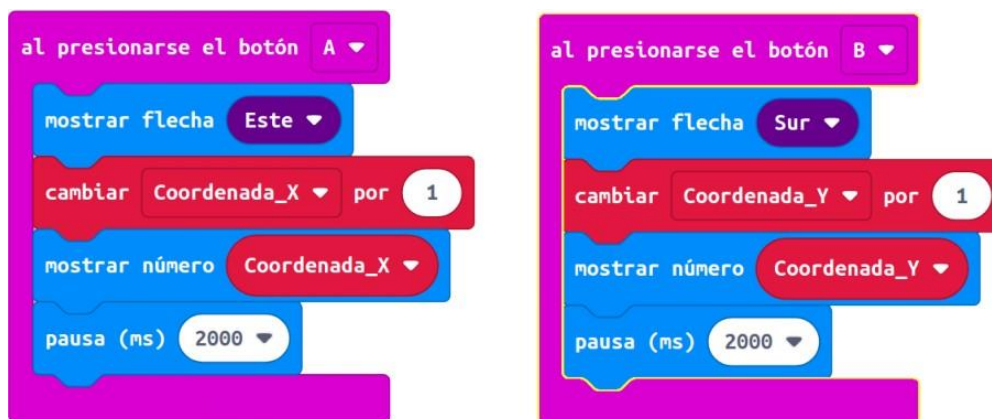 al presionarse el botón A
mostrar flecha Este
cambiar Coordenada_X por 1
mostrar número Coordenada_X
pausa (ms) 2000
al presionarse el botón B
mostrar flecha Sur
cambiar Coordenada_Y por 1
mostrar número Coordenada_Y
pausa (ms) 2000